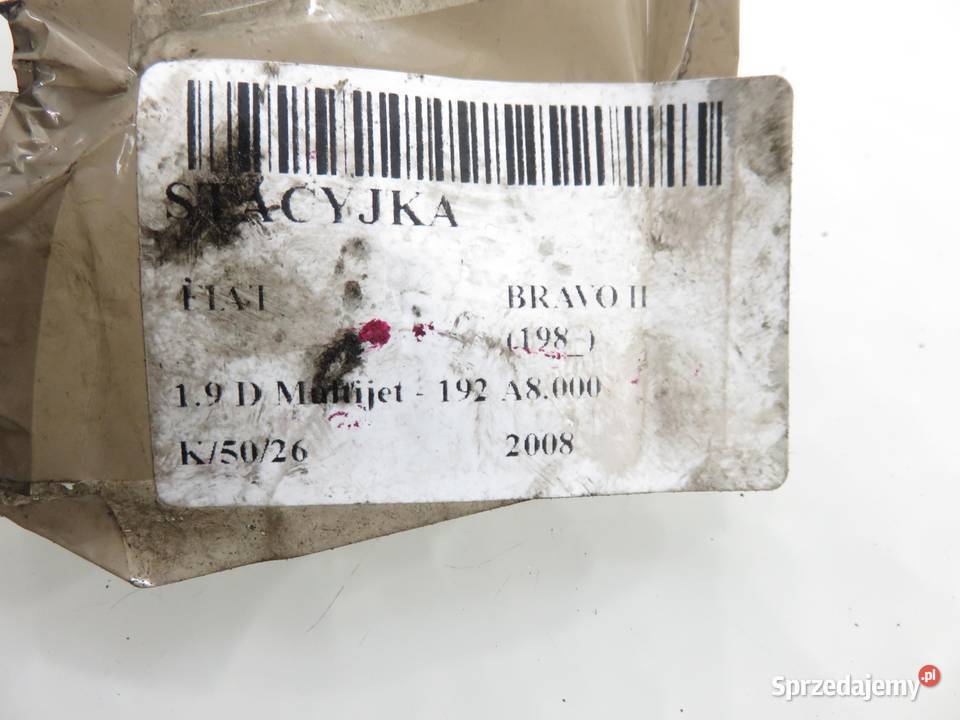 STACYJKA
FIAT BRAVO II
(198_)
1.9 D Multijet - 192 A8.000
K/50/26 2008
Sprzedajemy.pl